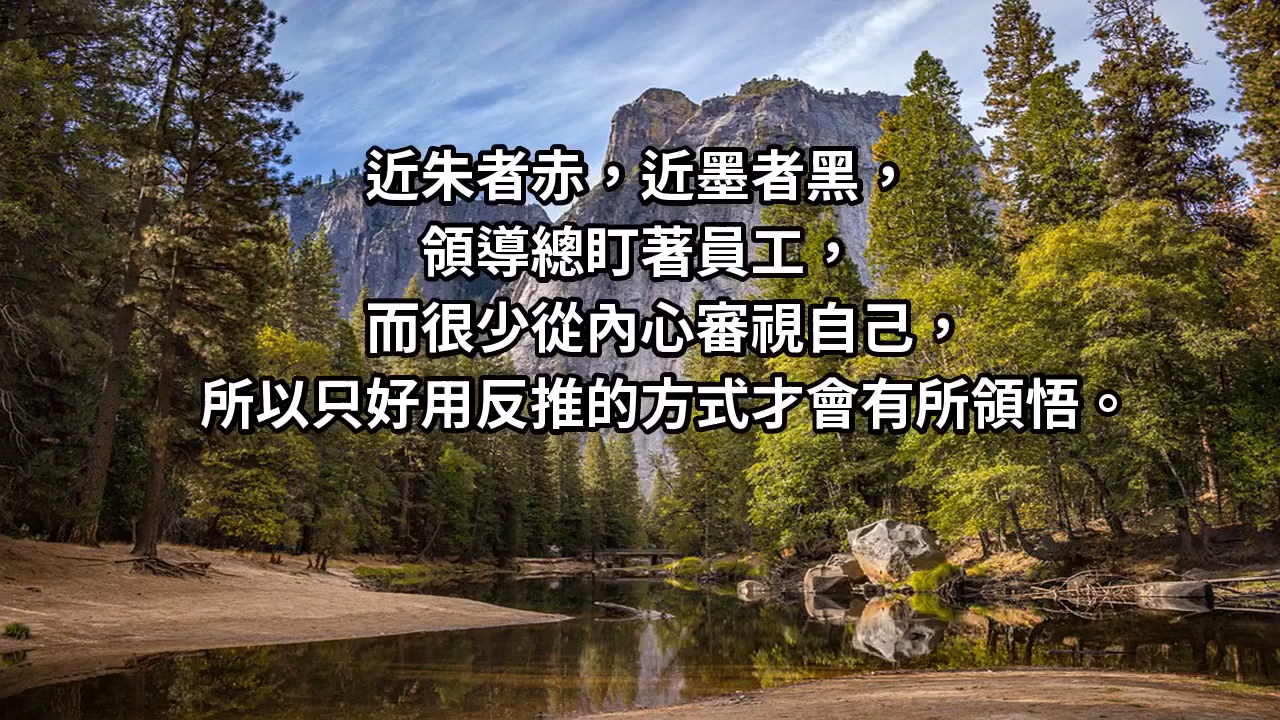 近朱者赤，近墨者黑，
領導總盯著員工，
而很少從內心審視自己，
所以只好用反推的方式才會有所領悟。